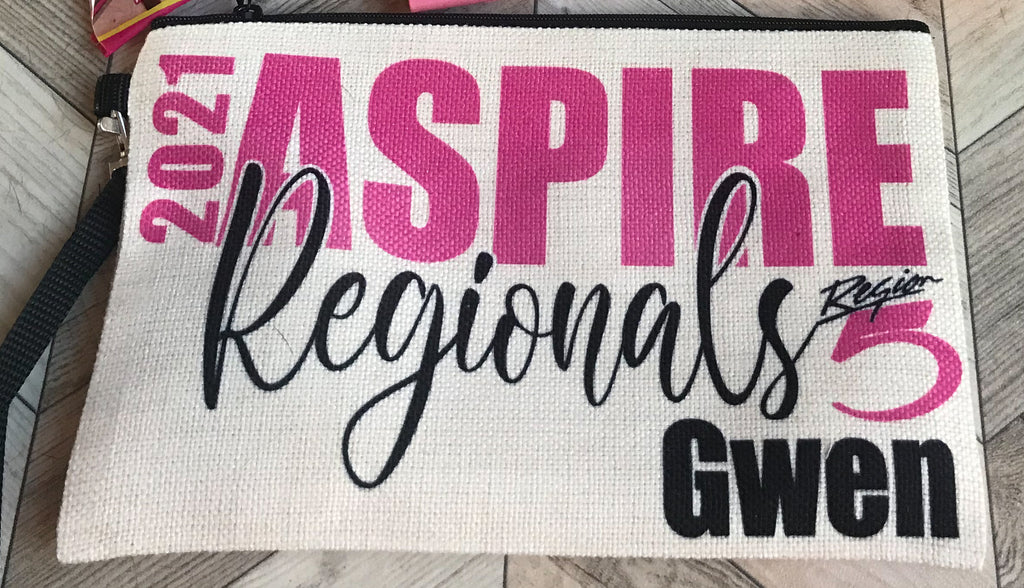 2021
ASPIRE
Regionals
Region
5
Gwen